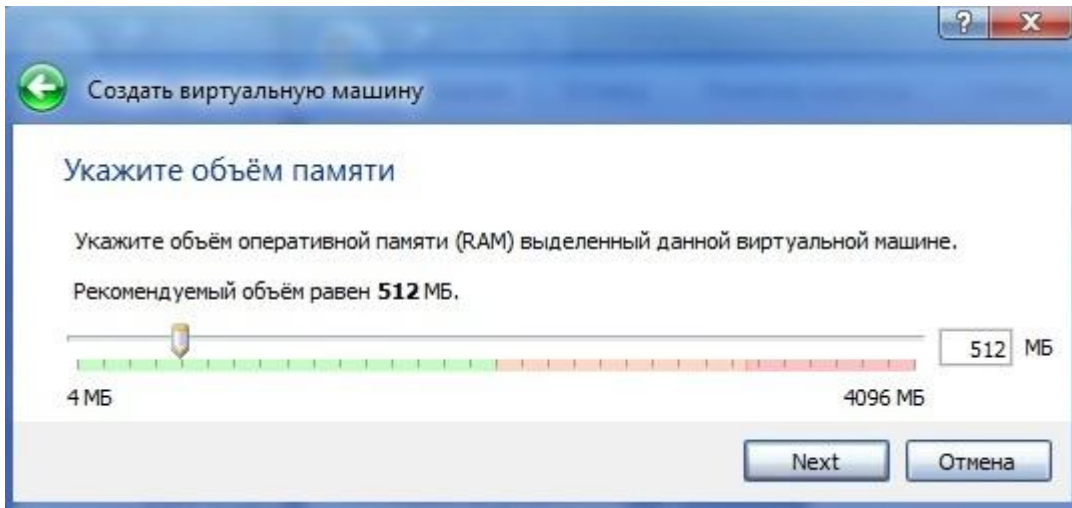 Создать виртуальную машину
Укажите объём памяти
Укажите объём оперативной памяти (RAM) выделенный данной виртуальной машине.
Рекомендуемый объём равен 512 МБ.
512 МБ
4 МБ 4096 МБ
Next Отмена